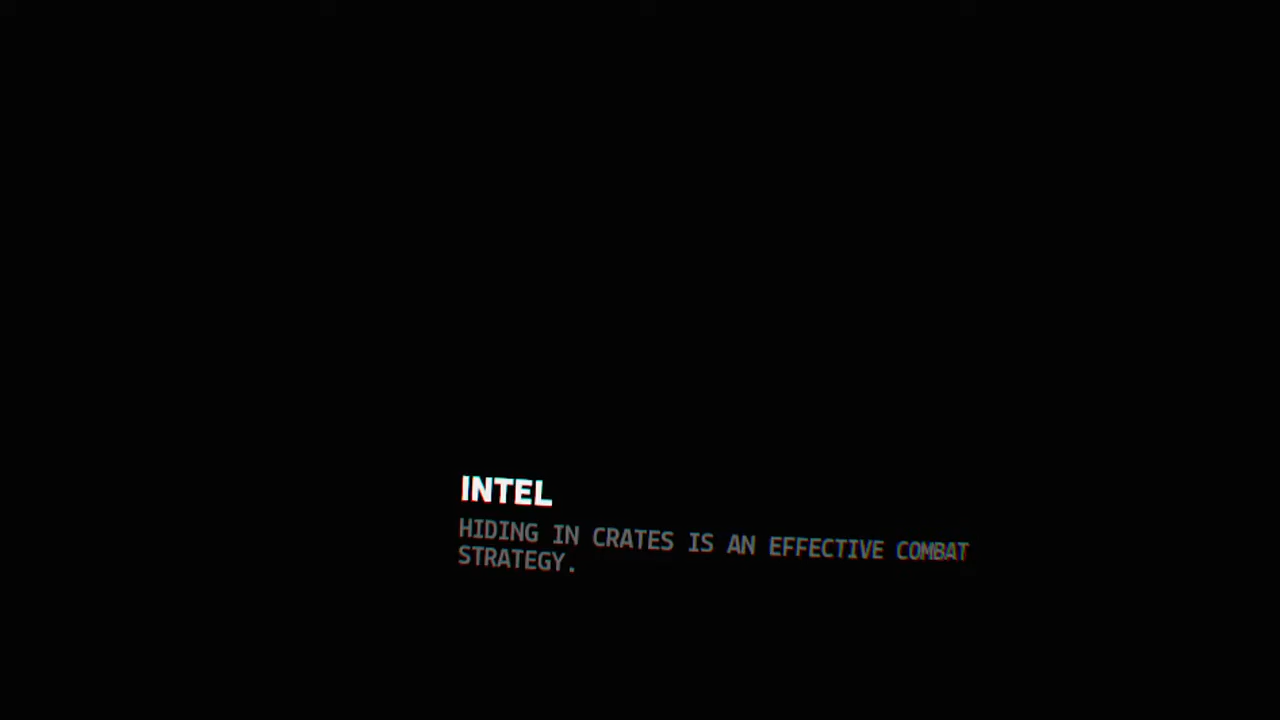 INTEL
HIDING IN CRATES IS AN EFFECTIVE COMBAT
STRATEGY.